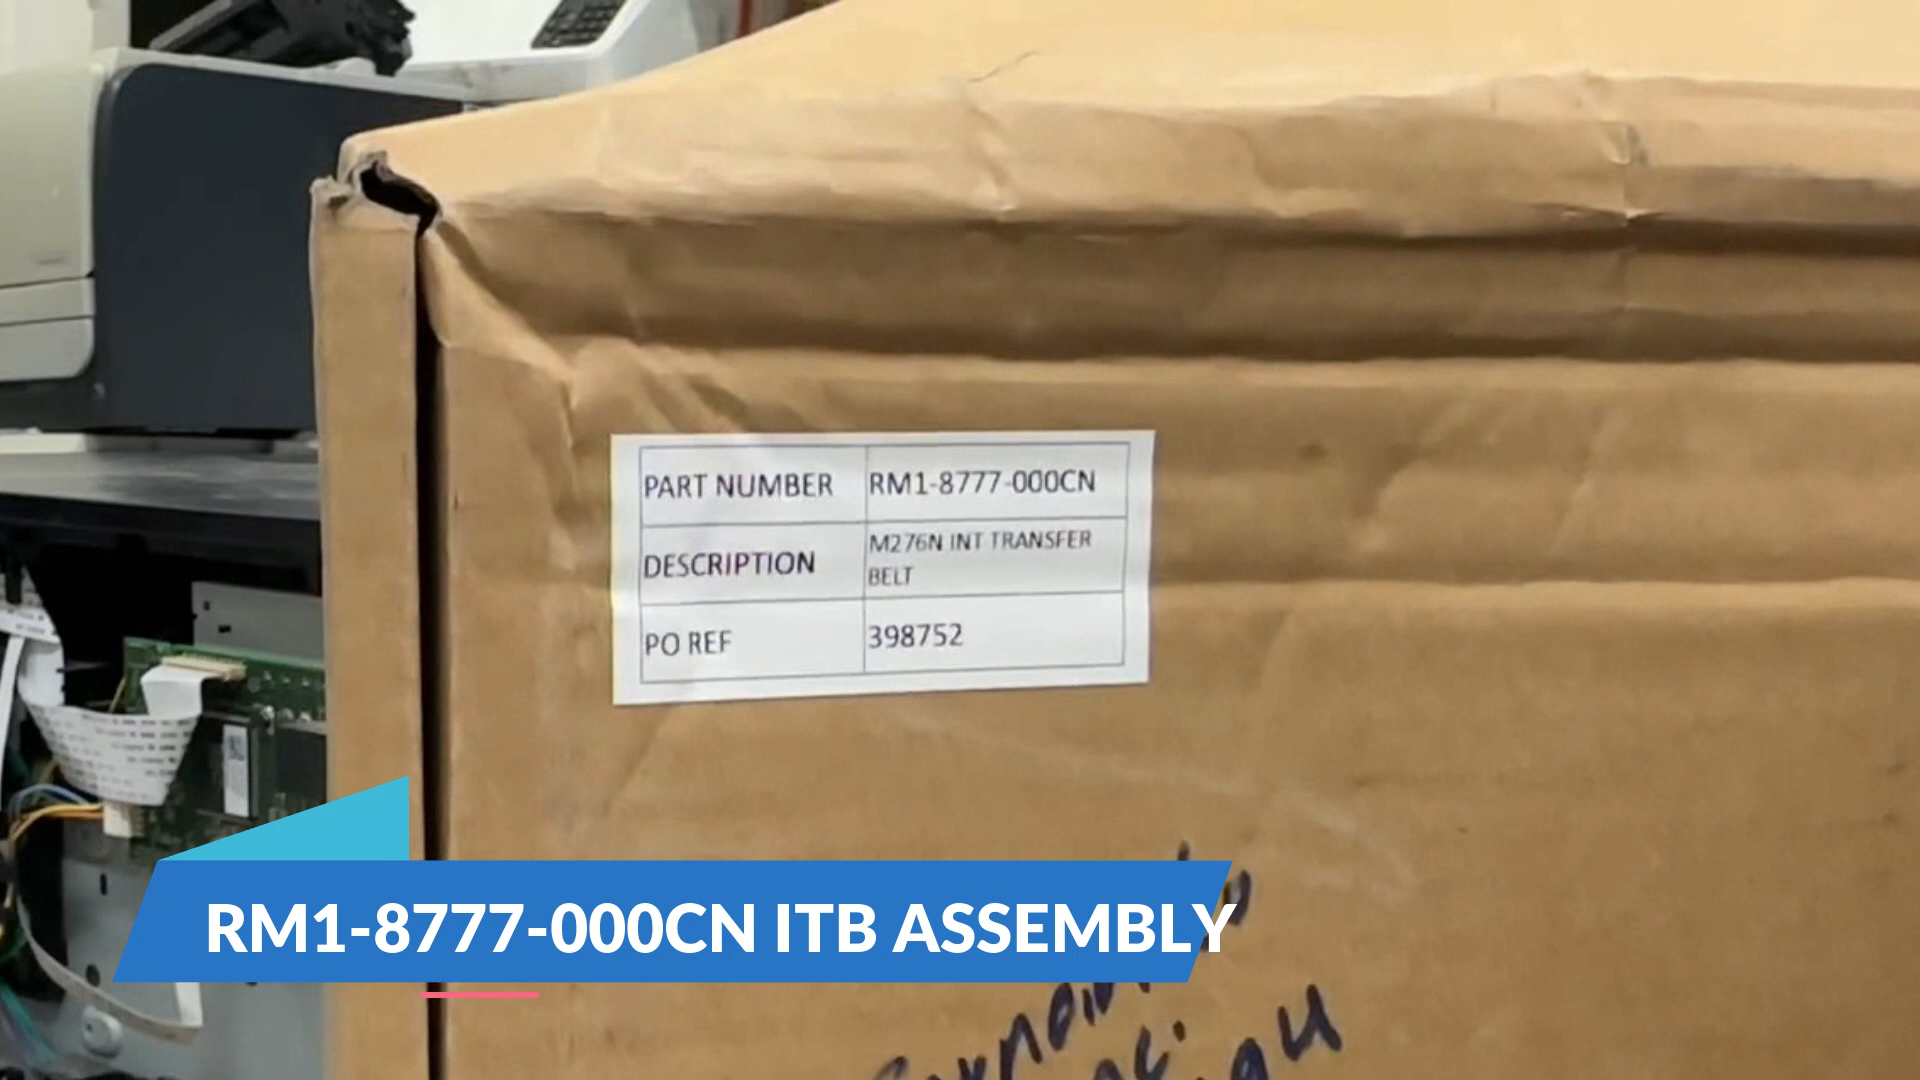 PART NUMBER RM1-8777-000CN
DESCRIPTION M276N INT TRANSFER
BELT
PO REF 398752
RM1-8777-000CN ITB ASSEMBLY